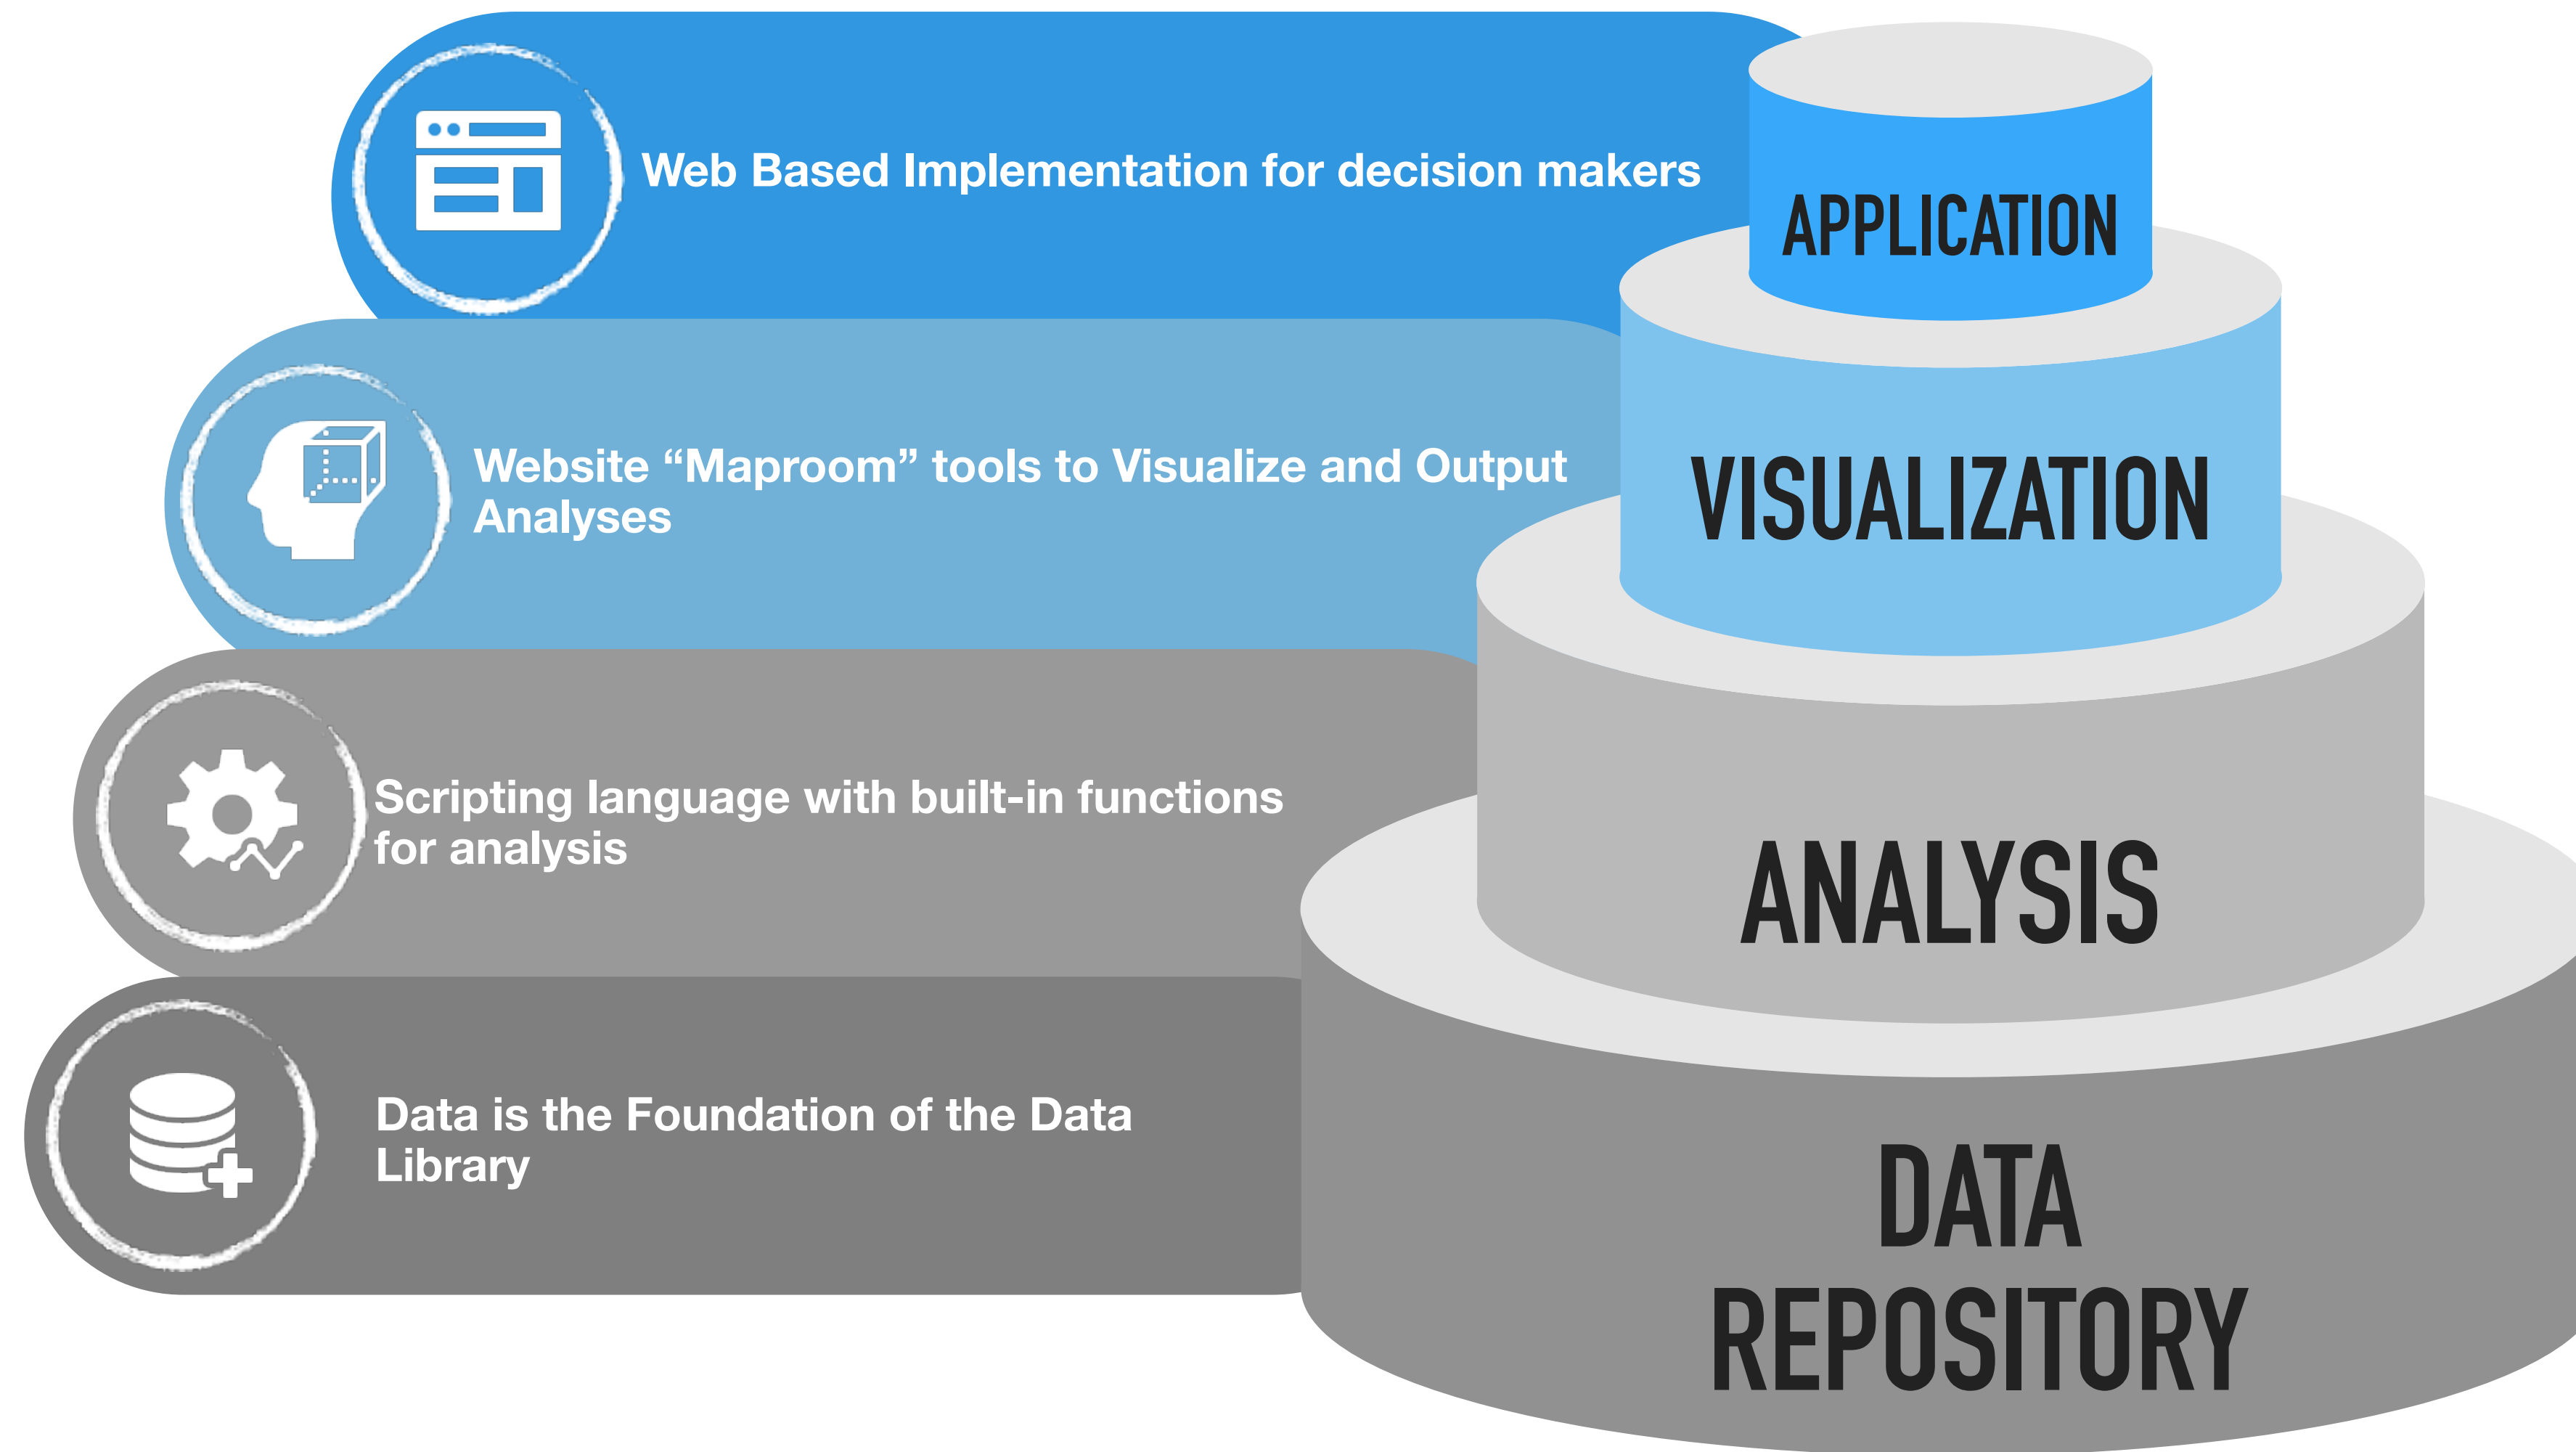 Web Based Implementation for decision makers
APPLICATION
Website “Maproom” tools to Visualize and Output
Analyses
VISUALIZATION
Scripting language with built-in functions
for analysis
ANALYSIS
Data is the Foundation of the Data
Library
DATA
REPOSITORY